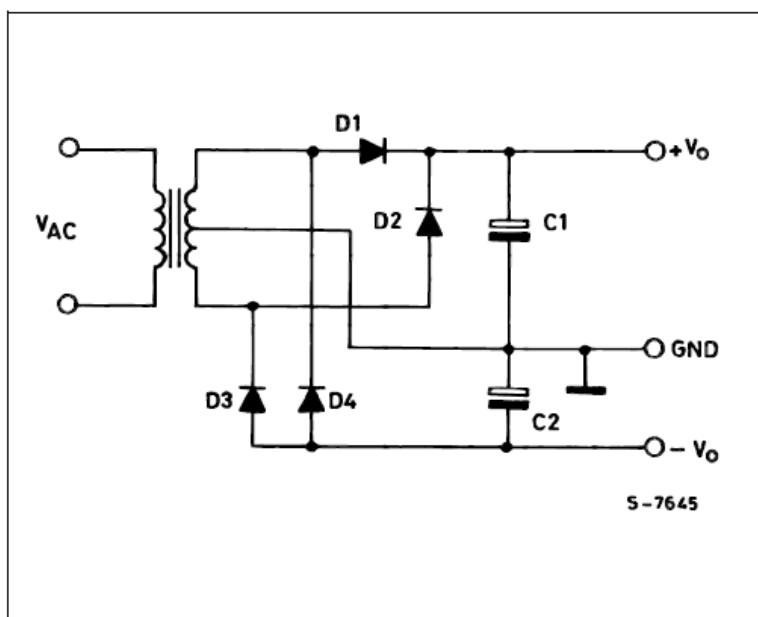 D1
+Vo
VAC
D2
C1
GND
D3
D4
C2
- Vo
S-7645